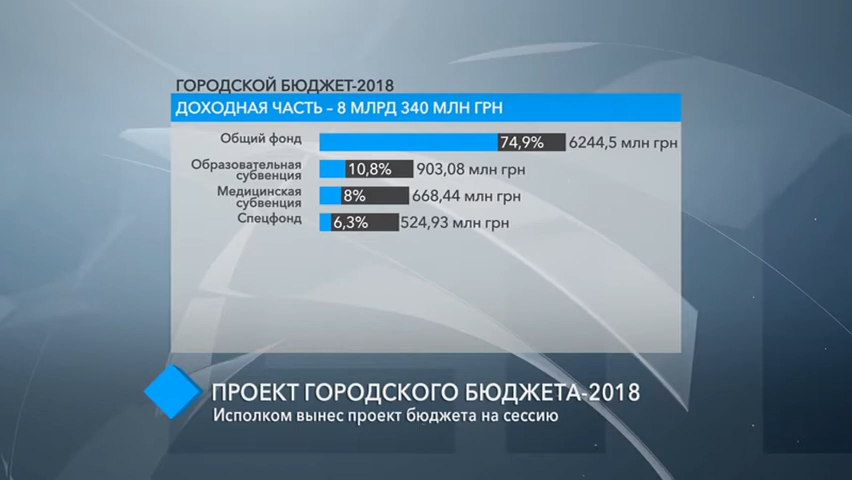 ГОРОДСКОЙ БЮДЖЕТ-2018
ДОХОДНАЯ ЧАСТЬ – 8 МЛРД 340 МЛН ГРН
Общий фонд 74,9% 6244,5 млн грн
Образовательная
субвенция 10,8% 903,08 млн грн
Медицинская
субвенция 8% 668,44 млн грн
Спецфонд 6,3% 524,93 млн грн
ПРОЕКТ ГОРОДСКОГО БЮДЖЕТА-2018
Исполком вынес проект бюджета на сессию